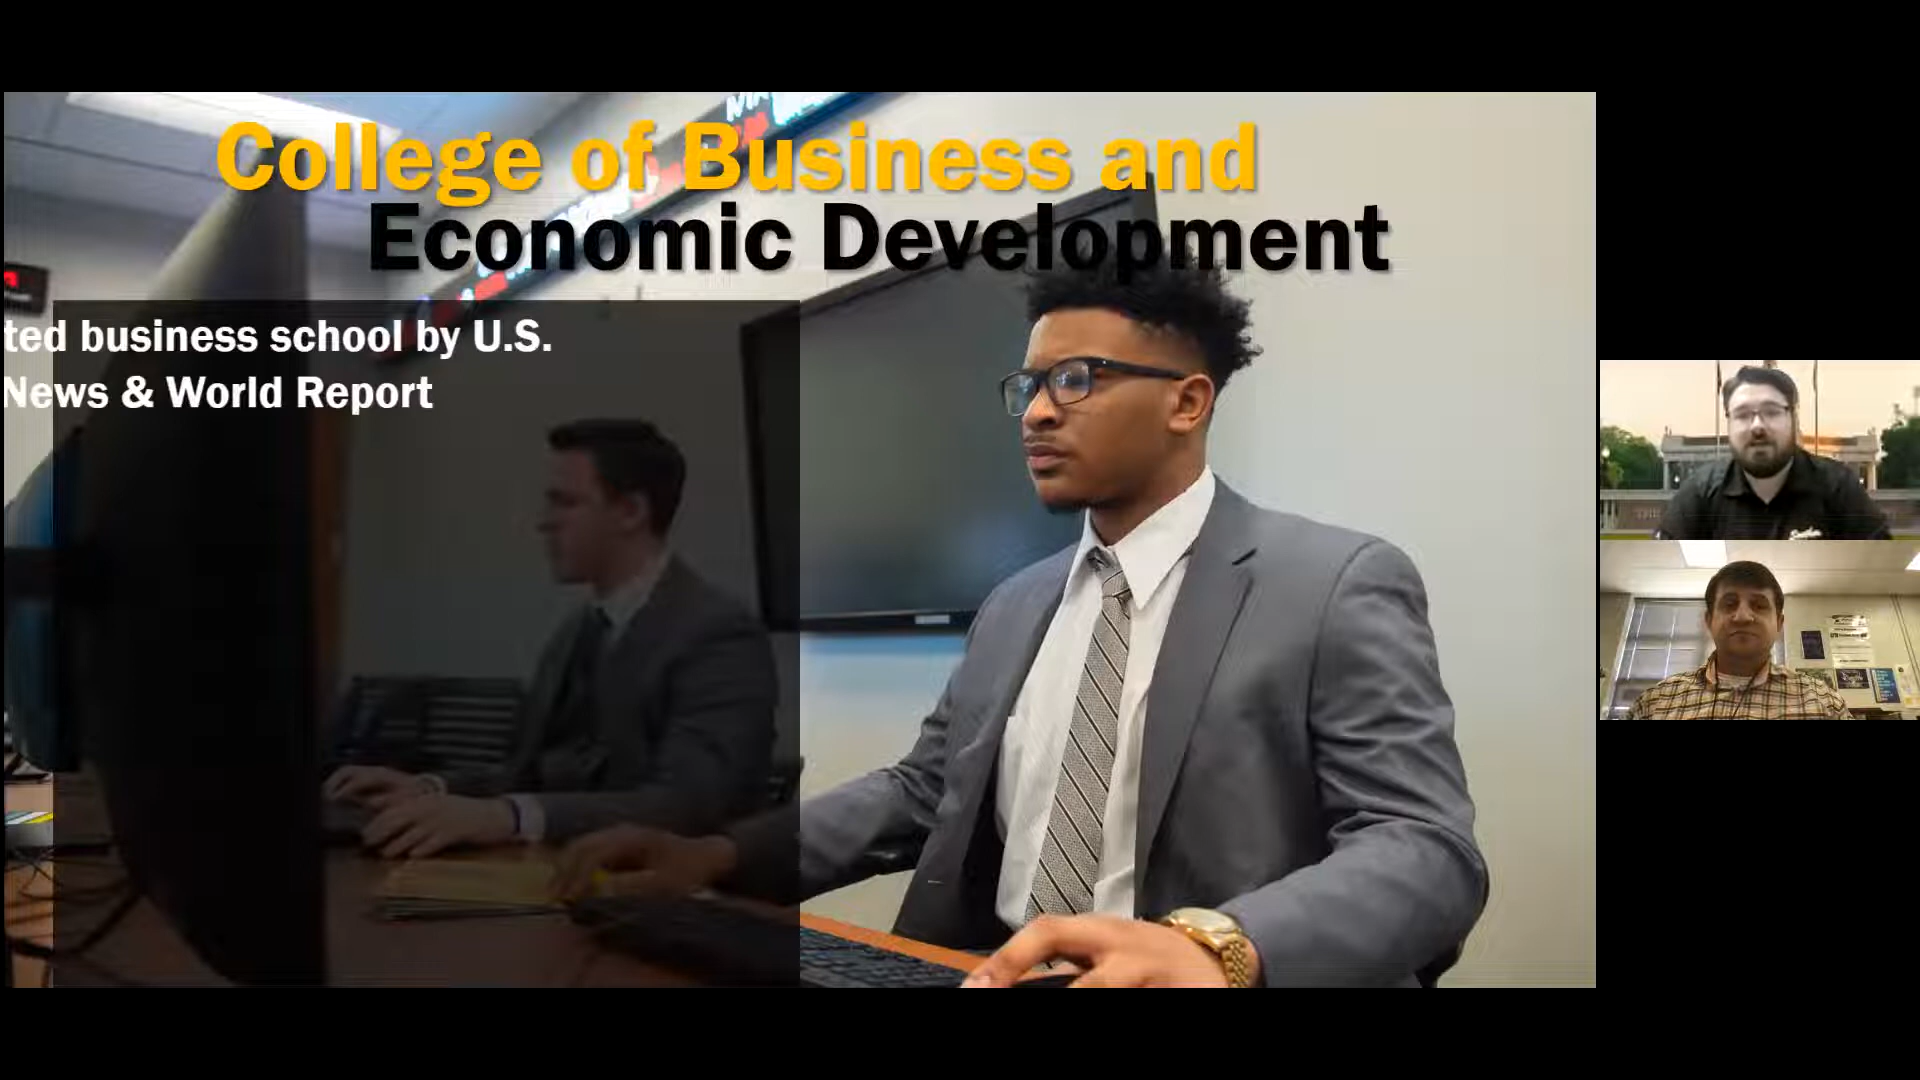 College of Business and
Economic Development
ted business school by U.S.
News & World Report